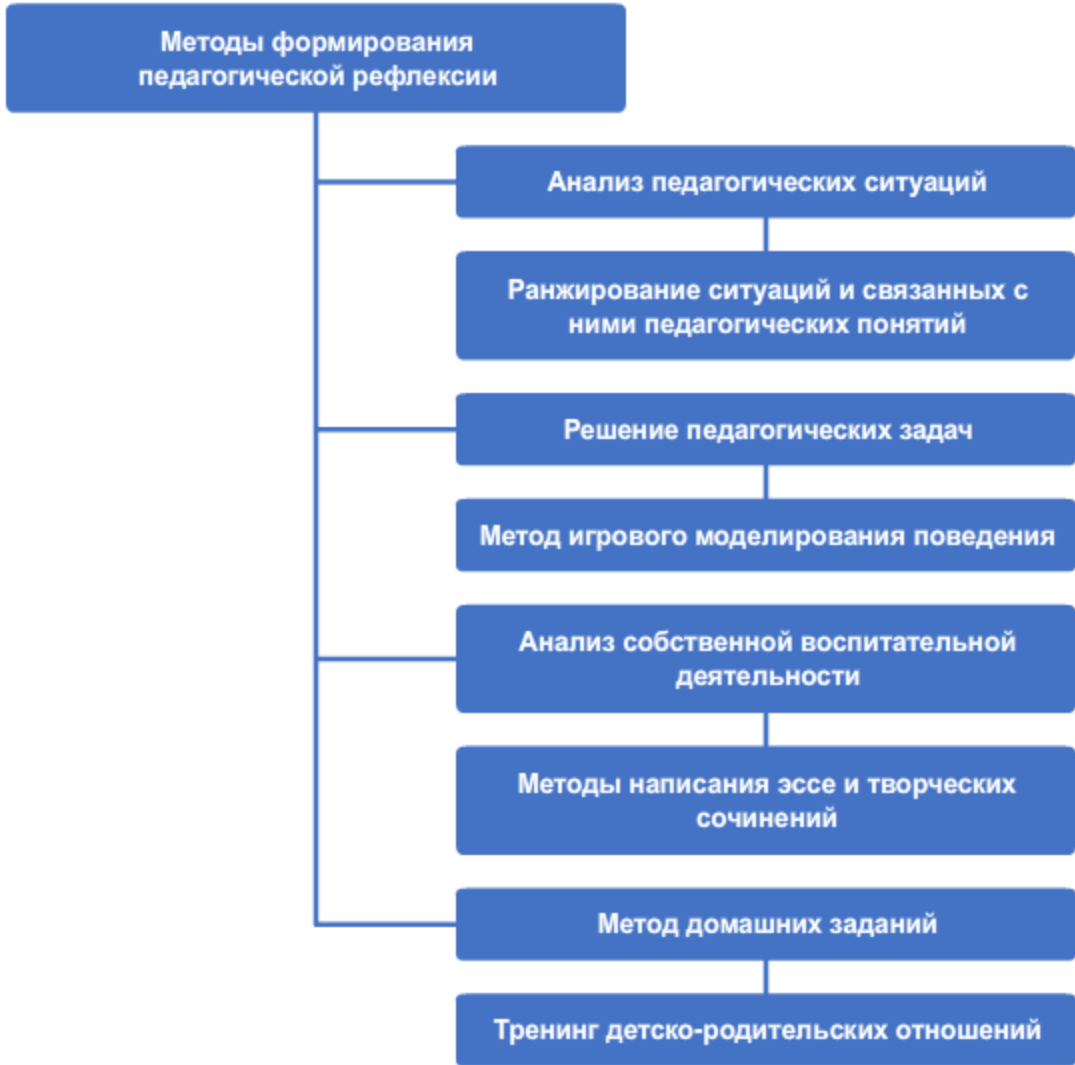 Методы формирования
педагогической рефлексии
Анализ педагогических ситуаций
Ранжирование ситуаций и связанных с
ними педагогических понятий
Решение педагогических задач
Метод игрового моделирования поведения
Анализ собственной воспитательной
деятельности
Методы написания эссе и творческих
сочинений
Метод домашних заданий
Тренинг детско-родительских отношений